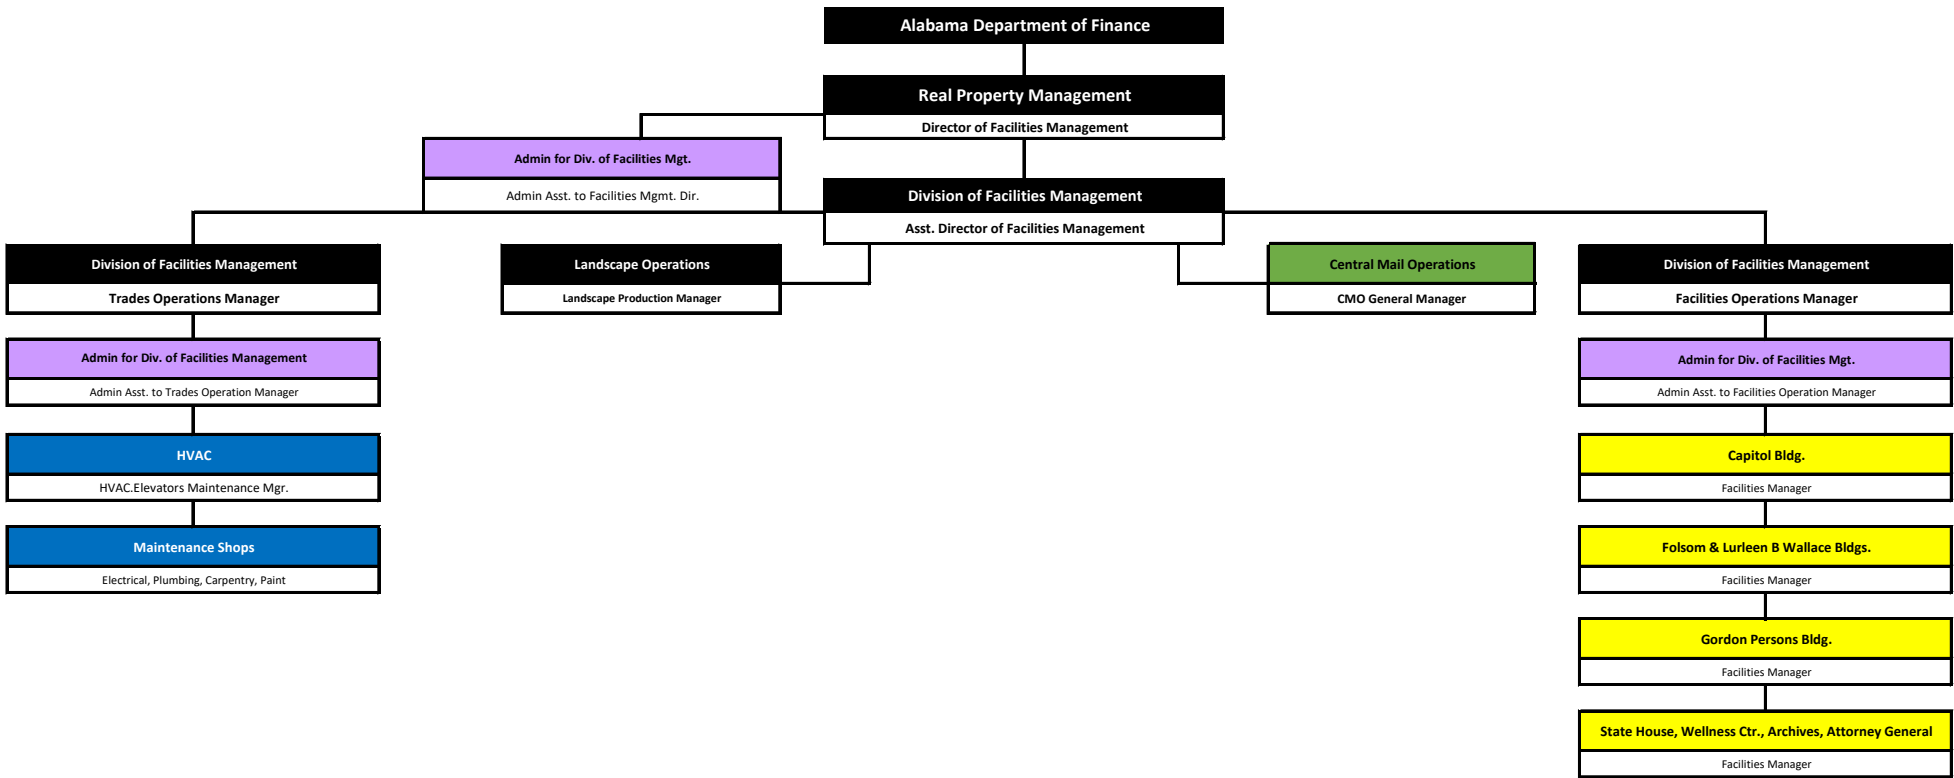 Alabama Department of Finance
Real Property Management
Director of Facilities Management
Admin for Div. of Facilities Mgt.
Admin Asst. to Facilities Mgmt. Dir.
Division of Facilities Management
Asst. Director of Facilities Management
Division of Facilities Management
Trades Operations Manager
Landscape Operations
Landscape Production Manager
Central Mail Operations
CMO General Manager
Division of Facilities Management
Facilities Operations Manager
Admin for Div. of Facilities Management
Admin Asst. to Trades Operation Manager
HVAC
HVAC.Elevators Maintenance Mgr.
Maintenance Shops
Electrical, Plumbing, Carpentry, Paint
Admin for Div. of Facilities Mgt.
Admin Asst. to Facilities Operation Manager
Capitol Bldg.
Facilities Manager
Folsom & Lurleen B Wallace Bldgs.
Facilities Manager
Gordon Persons Bldg.
Facilities Manager
State House, Wellness Ctr., Archives, Attorney General
Facilities Manager